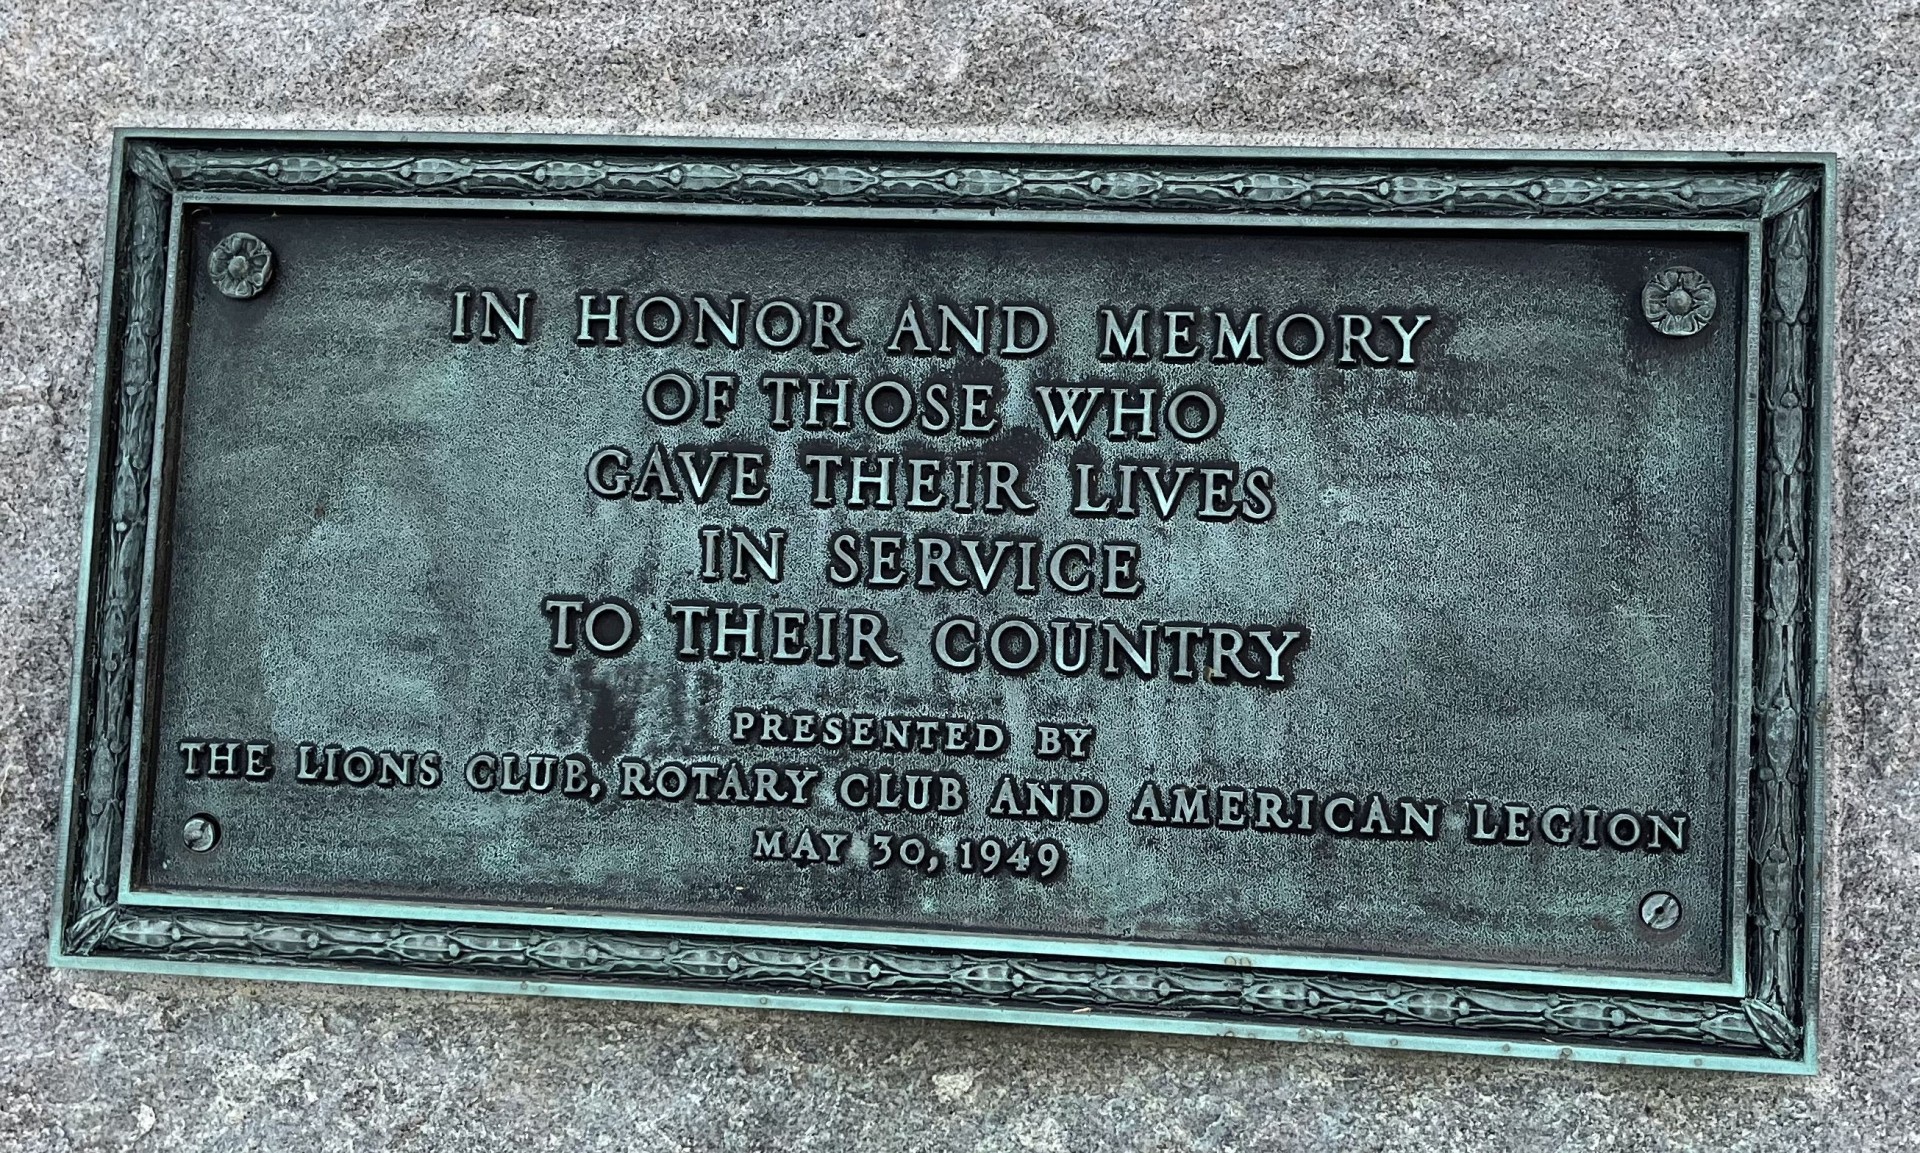 IN HONOR AND MEMORY
OF THOSE WHO
GAVE THEIR LIVES
IN SERVICE
TO THEIR COUNTRY
PRESENTED BY
THE LIONS CLUB, ROTARY CLUB AND AMERICAN LEGION
MAY 30, 1949